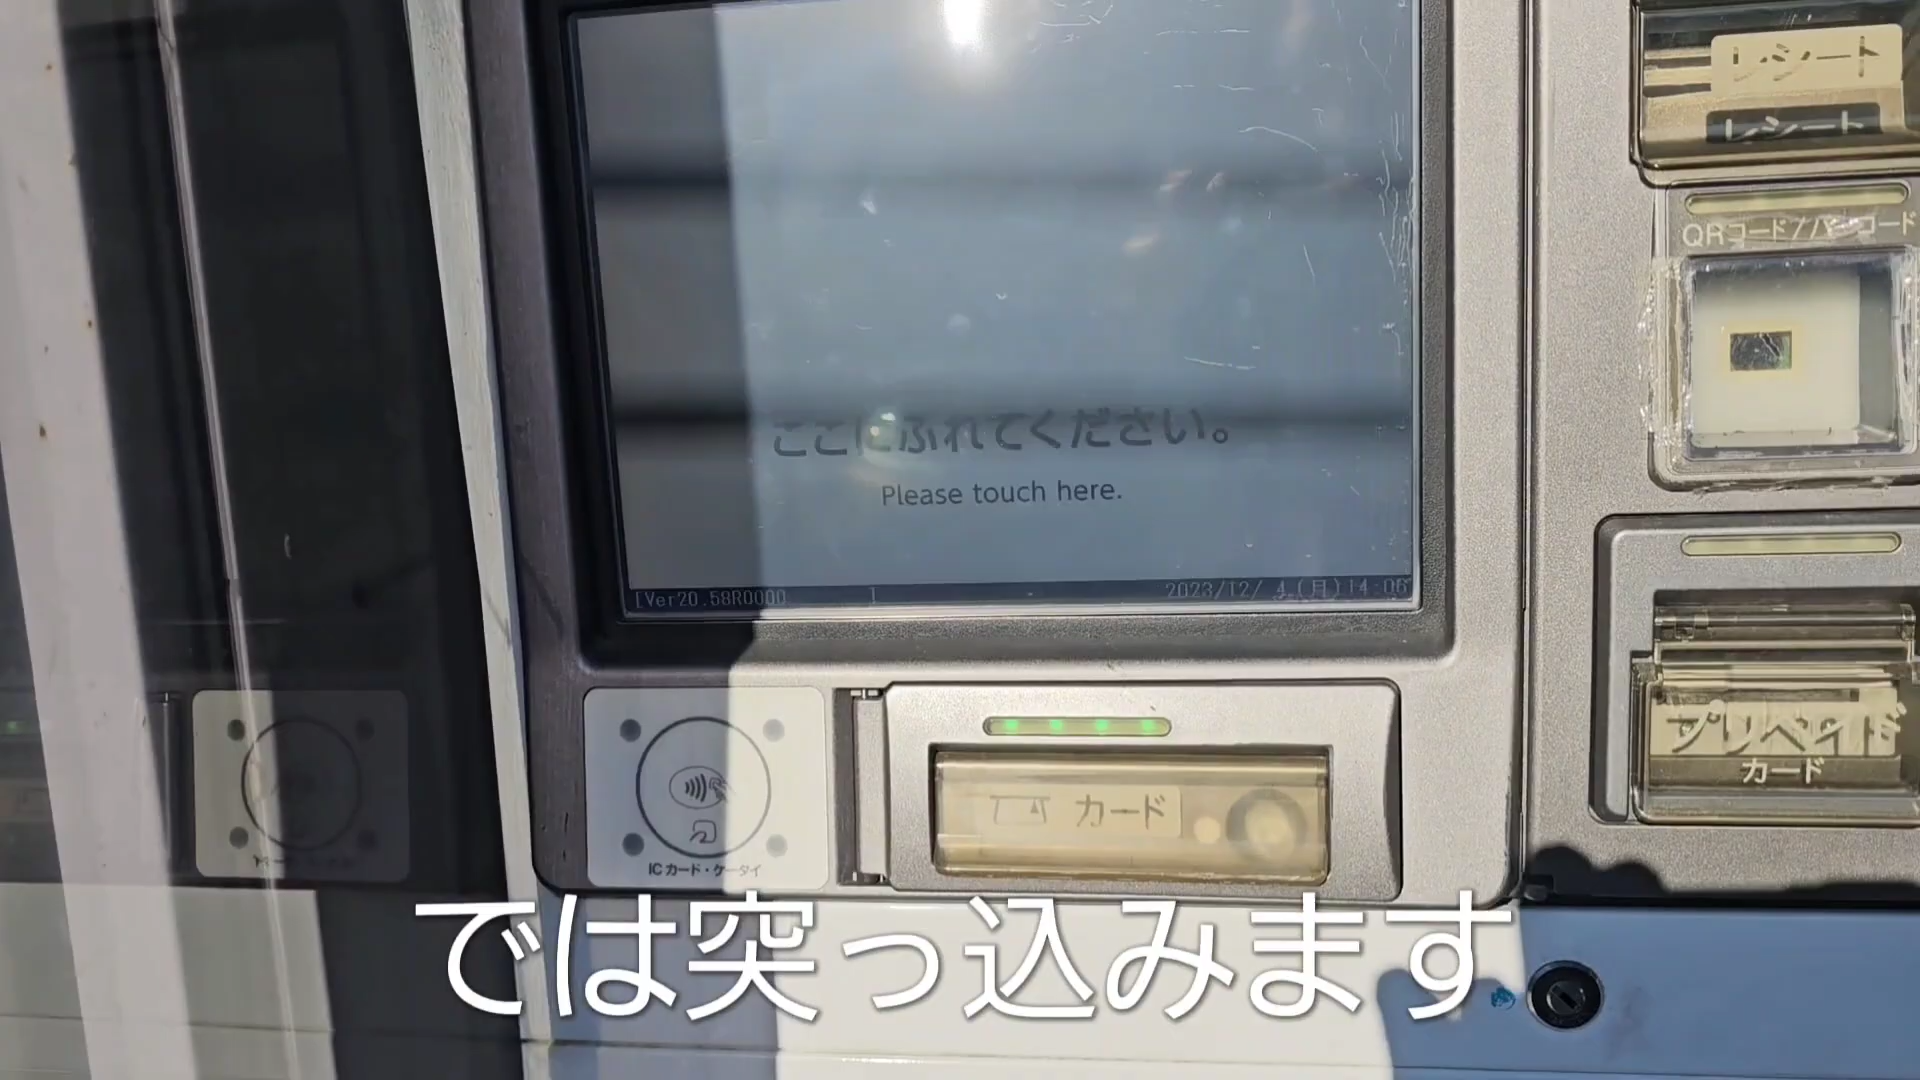 レシート
レシート
QRコード/バーコード
ここにふれてください。
Please touch here.
[Ver20.58R0000
1
-
2023/12/ 4(月)14:06
プリペイド
カード
カード
ICカード・ケータイ
では突っ込みます